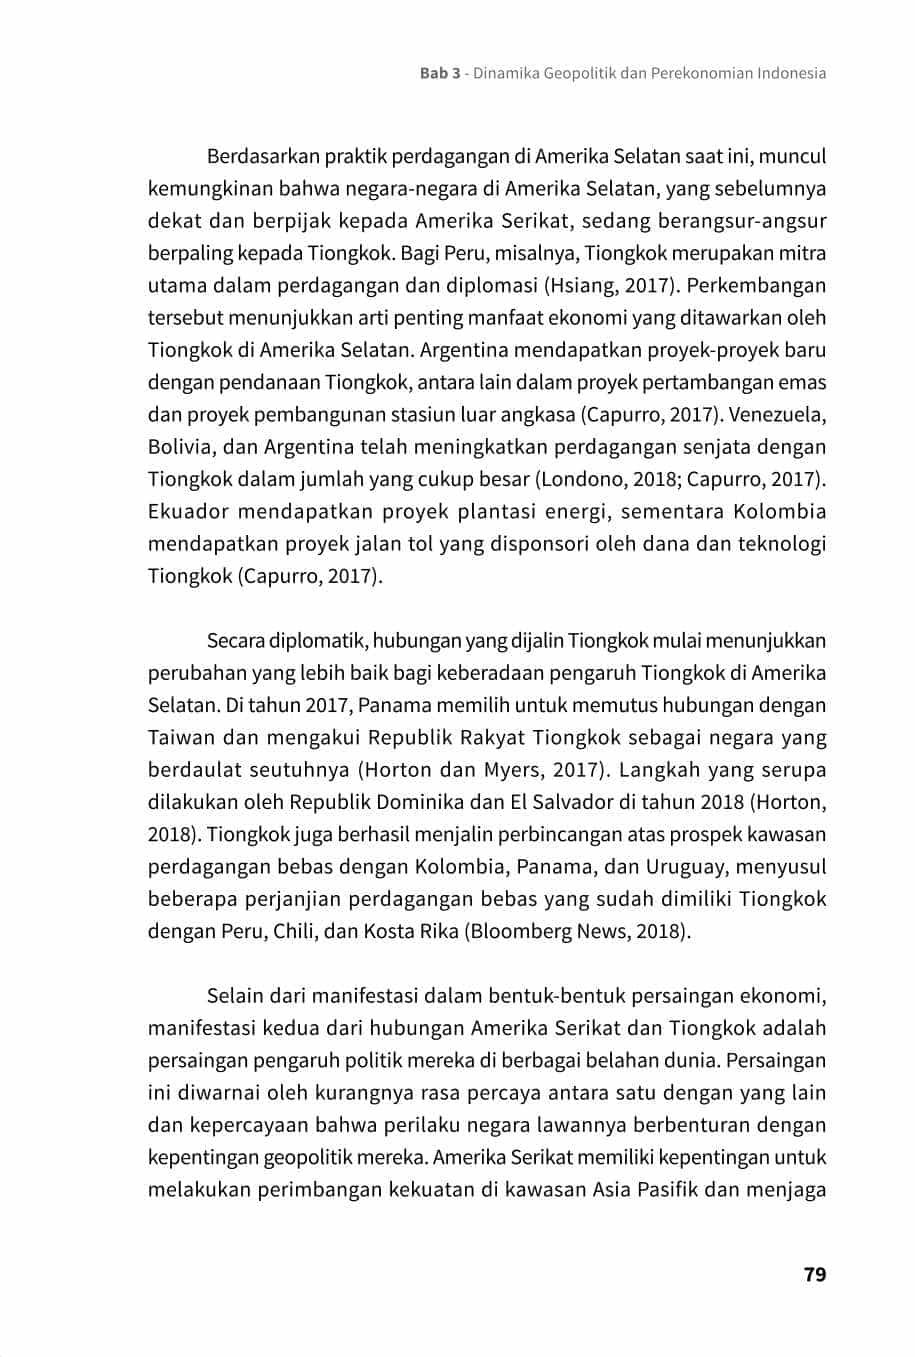 Bab 3 - Dinamika Geopolitik dan Perekonomian Indonesia
Berdasarkan praktik perdagangan di Amerika Selatan saat ini, muncul
kemungkinan bahwa negara-negara di Amerika Selatan, yang sebelumnya
dekat dan berpijak kepada Amerika Serikat, sedang berangsur-angsur
berpaling kepada Tiongkok. Bagi Peru, misalnya, Tiongkok merupakan mitra
utama dalam perdagangan dan diplomasi (Hsiang, 2017). Perkembangan
tersebut menunjukkan arti penting manfaat ekonomi yang ditawarkan oleh
Tiongkok di Amerika Selatan. Argentina mendapatkan proyek-proyek baru
dengan pendanaan Tiongkok, antara lain dalam proyek pertambangan emas
dan proyek pembangunan stasiun luar angkasa (Capurro, 2017). Venezuela,
Bolivia, dan Argentina telah meningkatkan perdagangan senjata dengan
Tiongkok dalam jumlah yang cukup besar (Londono, 2018; Capurro, 2017).
Ekuador mendapatkan proyek plantasi energi, sementara Kolombia
mendapatkan proyek jalan tol yang disponsori oleh dana dan teknologi
Tiongkok (Capurro, 2017).
Secara diplomatik, hubungan yang dijalin Tiongkok mulai menunjukkan
perubahan yang lebih baik bagi keberadaan pengaruh Tiongkok di Amerika
Selatan. Di tahun 2017, Panama memilih untuk memutus hubungan dengan
Taiwan dan mengakui Republik Rakyat Tiongkok sebagai negara yang
berdaulat seutuhnya (Horton dan Myers, 2017). Langkah yang serupa
dilakukan oleh Republik Dominika dan El Salvador di tahun 2018 (Horton,
2018). Tiongkok juga berhasil menjalin perbincangan atas prospek kawasan
perdagangan bebas dengan Kolombia, Panama, dan Uruguay, menyusul
beberapa perjanjian perdagangan bebas yang sudah dimiliki Tiongkok
dengan Peru, Chili, dan Kosta Rika (Bloomberg News, 2018).
Selain dari manifestasi dalam bentuk-bentuk persaingan ekonomi,
manifestasi kedua dari hubungan Amerika Serikat dan Tiongkok adalah
persaingan pengaruh politik mereka di berbagai belahan dunia. Persaingan
ini diwarnai oleh kurangnya rasa percaya antara satu dengan yang lain
dan kepercayaan bahwa perilaku negara lawannya berbenturan dengan
kepentingan geopolitik mereka. Amerika Serikat memiliki kepentingan untuk
melakukan perimbangan kekuatan di kawasan Asia Pasifik dan menjaga
79